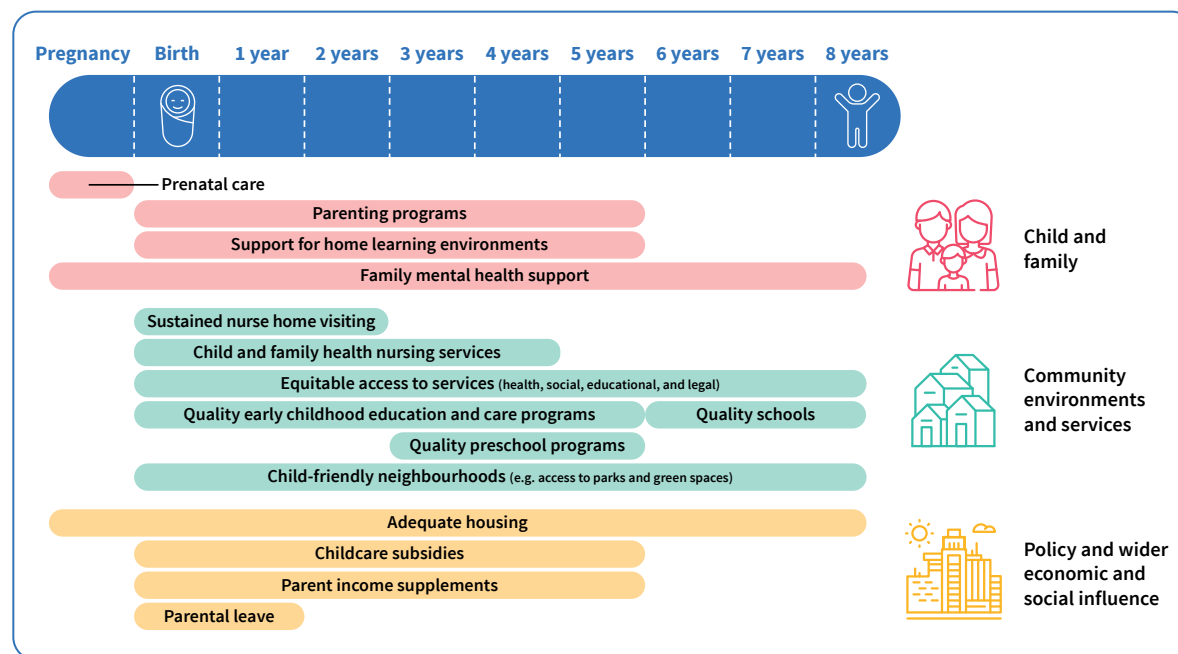 Pregnancy Birth 1 year 2 years 3 years 4 years 5 years 6 years 7 years 8 years
Prenatal care
Parenting programs
Support for home learning environments
Family mental health support
Child and
family
Sustained nurse home visiting
Child and family health nursing services
Equitable access to services (health, social, educational, and legal)
Quality early childhood education and care programs Quality schools
Quality preschool programs
Child-friendly neighbourhoods (e.g. access to parks and green spaces)
Community
environments
and services
Adequate housing
Childcare subsidies
Parent income supplements
Parental leave
Policy and wider
economic and
social influence